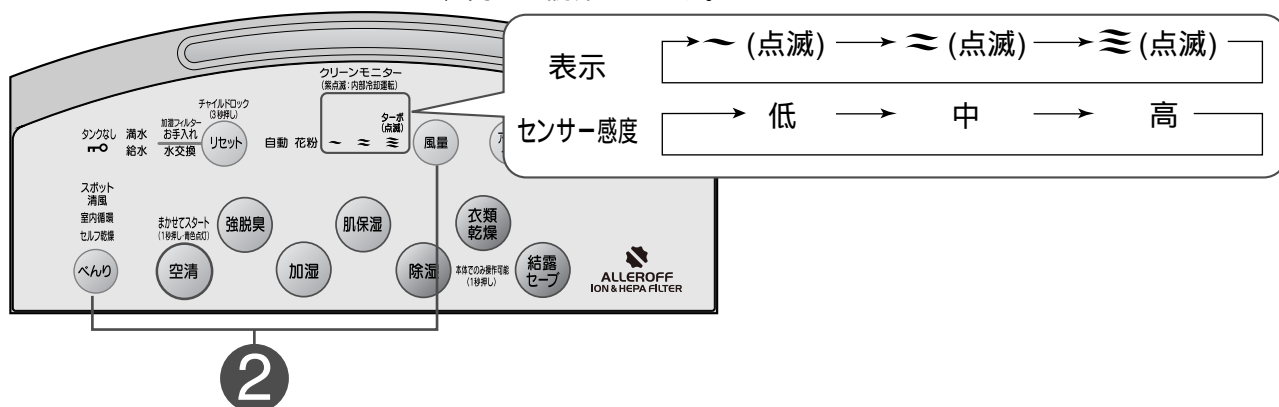 表示 ～ (点滅) → ≈ (点滅) → ≋ (点滅)
センサー感度 → 低 → 中 → 高
クリーンモニター
(紫点滅:内部冷却運転)
ターボ
(点滅)
チャイルドロック
(3秒押し)
タンクなし 満水
給水
加湿フィルター
お手入れ
水交換
リセット
自動 花粉 ～ ≈ ≋
風量
スポット
清風
室内循環
セルフ乾燥
べんり
まかせてスタート
(1秒押し・青色点灯)
空清
強脱臭
加湿
肌保湿
除湿
衣類
乾燥
本体でのみ操作可能
(1秒押し)
結露
セーブ
ALLEROFF
ION & HEPA FILTER
2